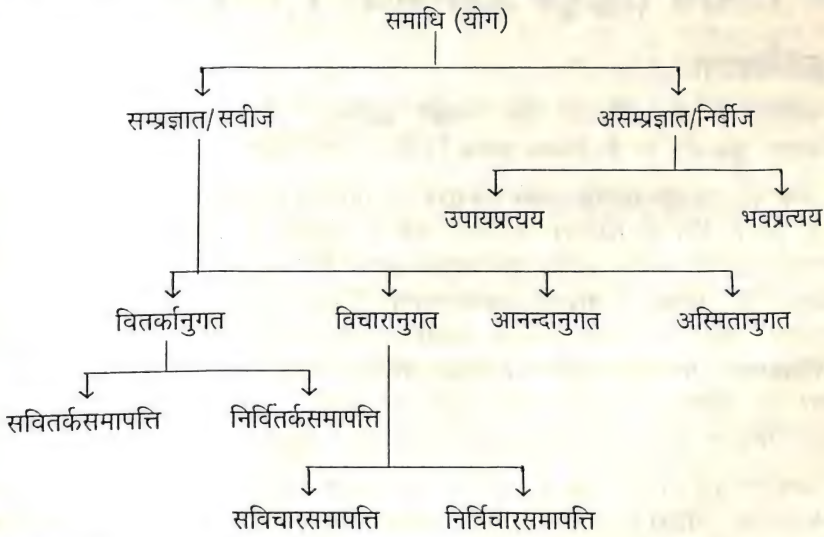 समाधि (योग)
सम्प्रज्ञात/ सवीज असम्प्रज्ञात/निर्वीज
उपायप्रत्यय भवप्रत्यय
वितर्कानुगत विचारानुगत आनन्दानुगत अस्मितानुगत
सवितर्कसमापत्ति निर्वितर्कसमापत्ति
सविचारसमापत्ति निर्विचारसमापत्ति